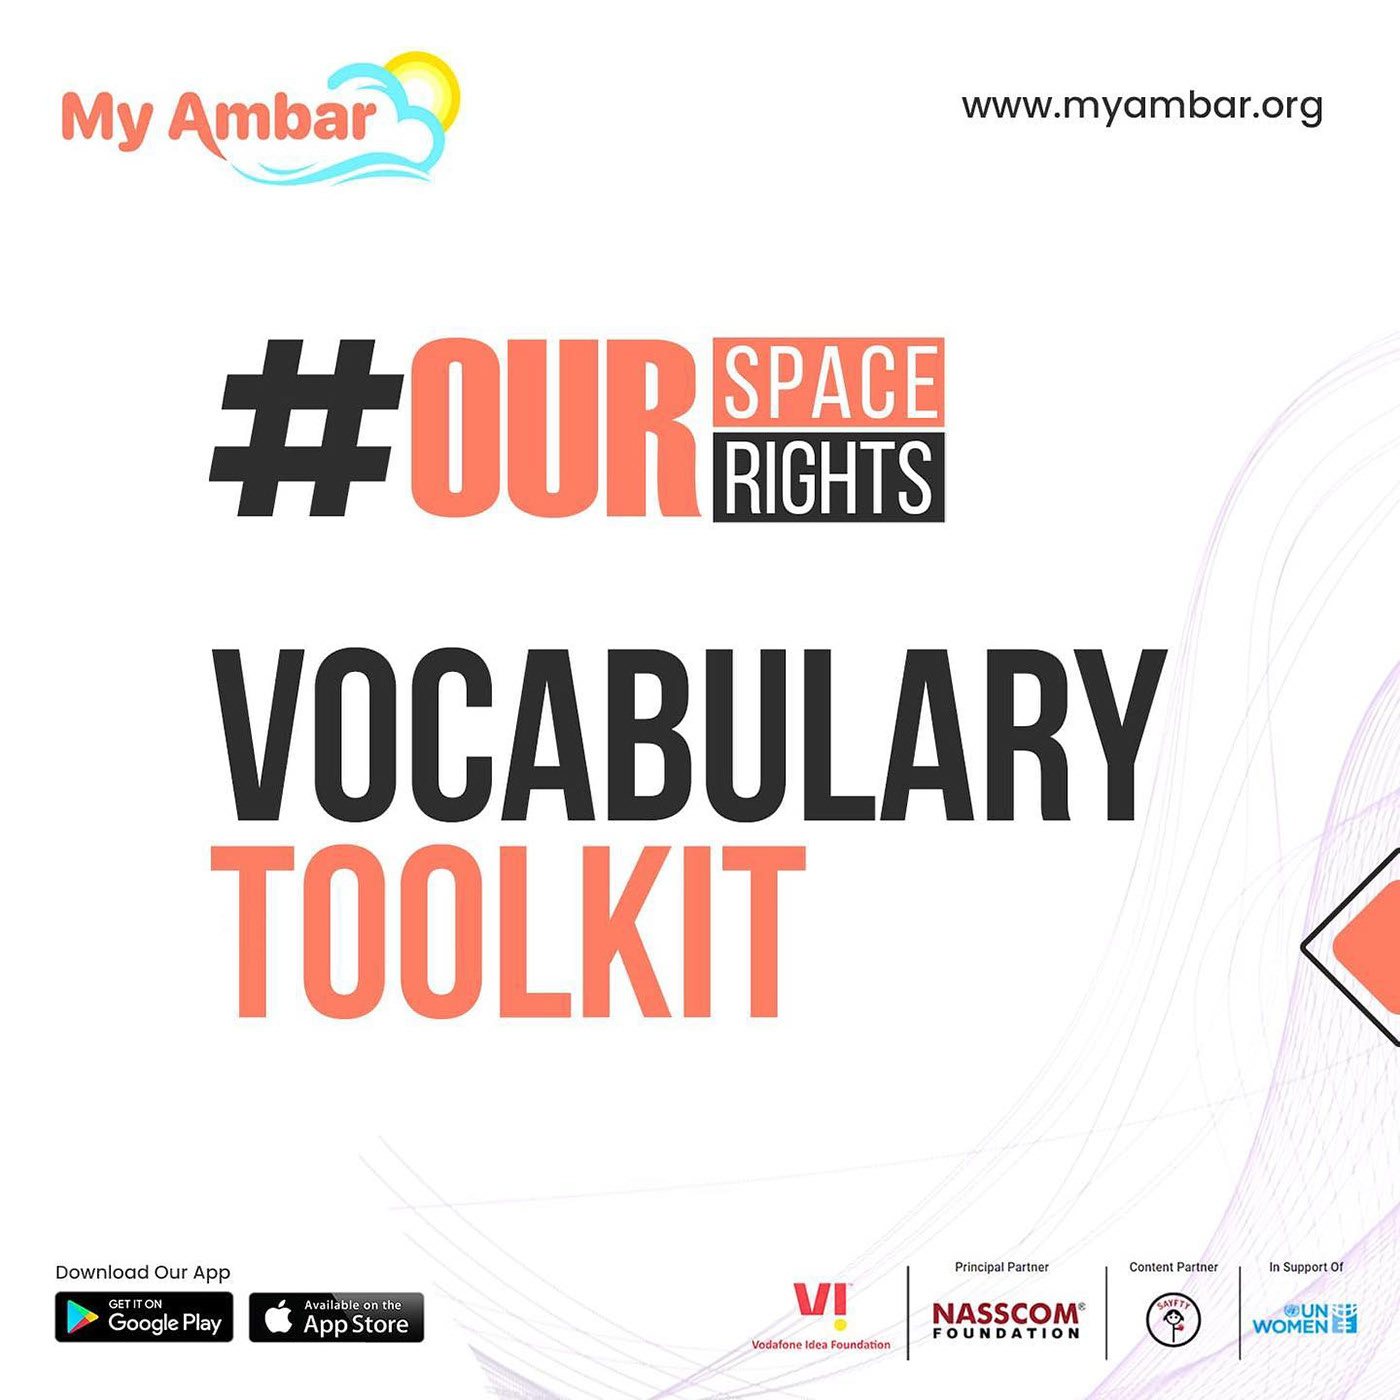 My Ambar
www.myambar.org
#OUR SPACE
RIGHTS
VOCABULARY
TOOLKIT
Download Our App
GET IT ON
Google Play
Available on the
App Store
V!
Vodafone Idea Foundation
Principal Partner
NASSCOM®
FOUNDATION
Content Partner
SAYFTY
In Support Of
UN
WOMEN